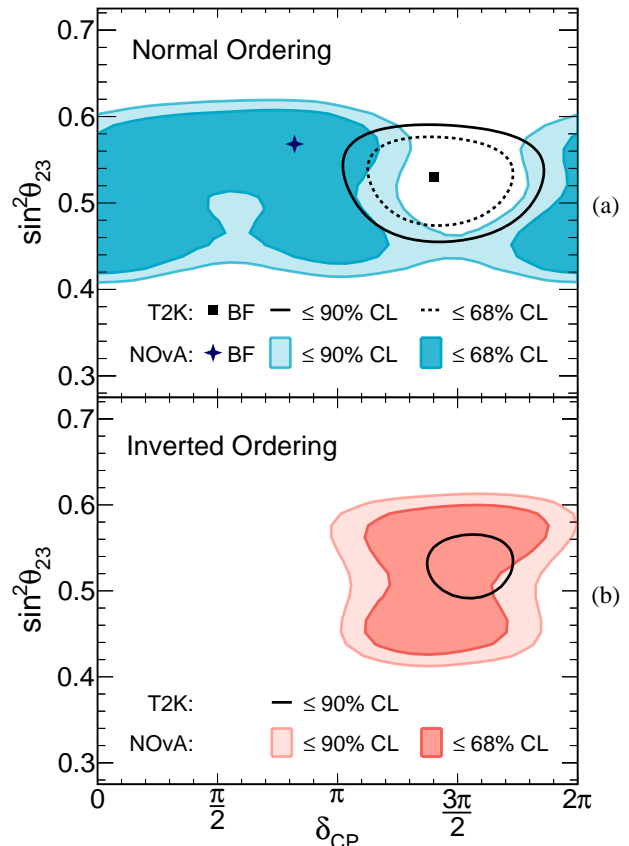 0.7
Normal Ordering
0.6
0.5
0.4
0.3
sin²θ₂₃
(a)
T2K: BF ≤ 90% CL ≤ 68% CL
NOvA: BF ≤ 90% CL ≤ 68% CL
0.7
Inverted Ordering
0.6
0.5
0.4
0.3
sin²θ₂₃
(b)
T2K: ≤ 90% CL
NOvA: ≤ 90% CL ≤ 68% CL
0 π/2 π 3π/2 2π
δCP